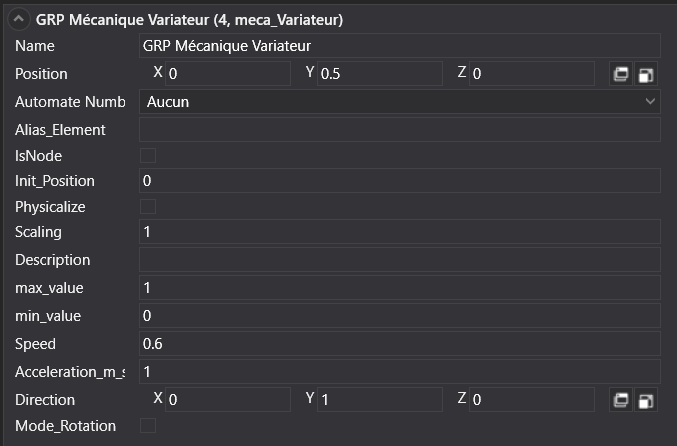 GRP Mécanique Variateur (4, meca_Variateur)
Name GRP Mécanique Variateur
Position X 0 Y 0.5 Z 0
Automate Numb Aucun
Alias_Element
IsNode
Init_Position 0
Physicalize
Scaling 1
Description
max_value 1
min_value 0
Speed 0.6
Acceleration_m_s 1
Direction X 0 Y 1 Z 0
Mode_Rotation